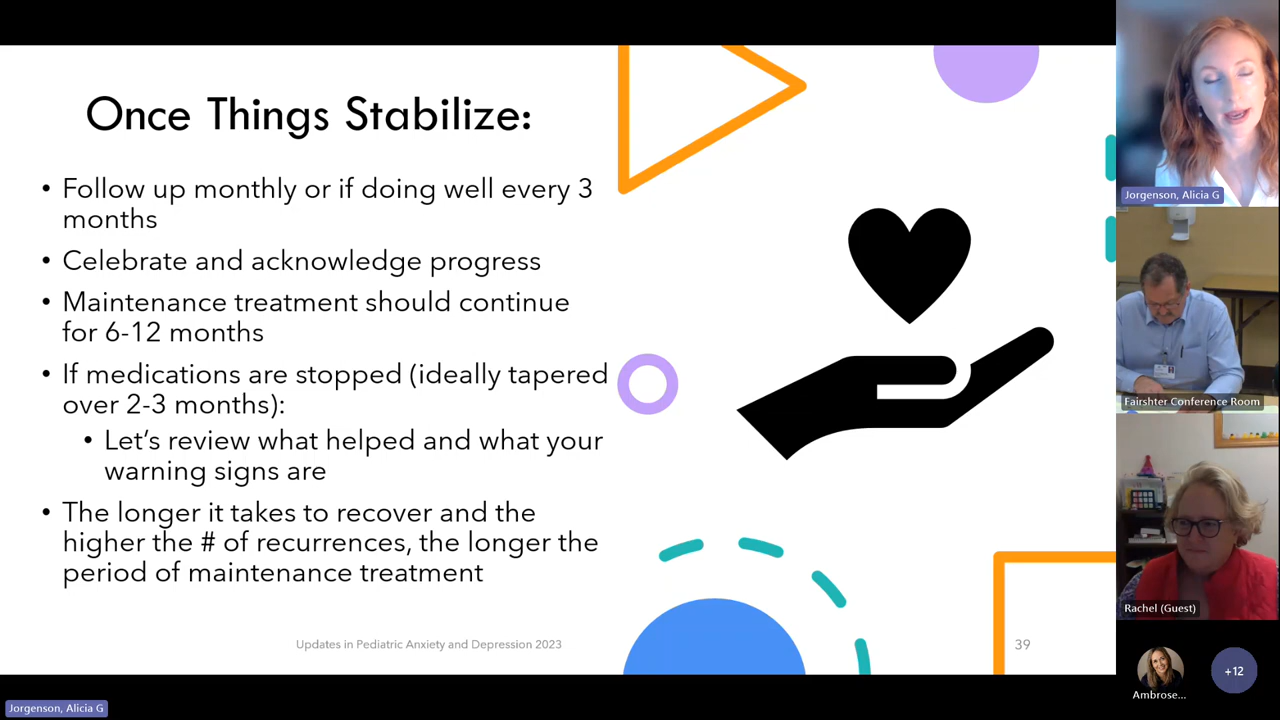 Once Things Stabilize:
• Follow up monthly or if doing well every 3
months
• Celebrate and acknowledge progress
• Maintenance treatment should continue
for 6-12 months
• If medications are stopped (ideally tapered
over 2-3 months):
• Let's review what helped and what your
warning signs are
• The longer it takes to recover and the
higher the # of recurrences, the longer the
period of maintenance treatment
Updates in Pediatric Anxiety and Depression 2023
39
Jorgenson, Alicia G
Fairshter Conference Room
Rachel (Guest)
Ambrose...
+12
Jorgenson, Alicia G